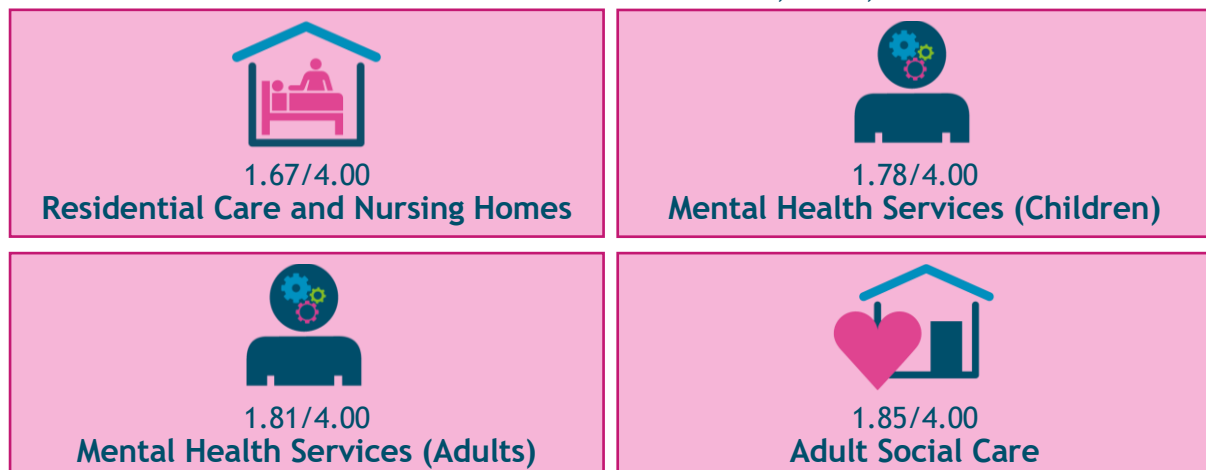 1.67/4.00
Residential Care and Nursing Homes
1.78/4.00
Mental Health Services (Children)
1.81/4.00
Mental Health Services (Adults)
1.85/4.00
Adult Social Care